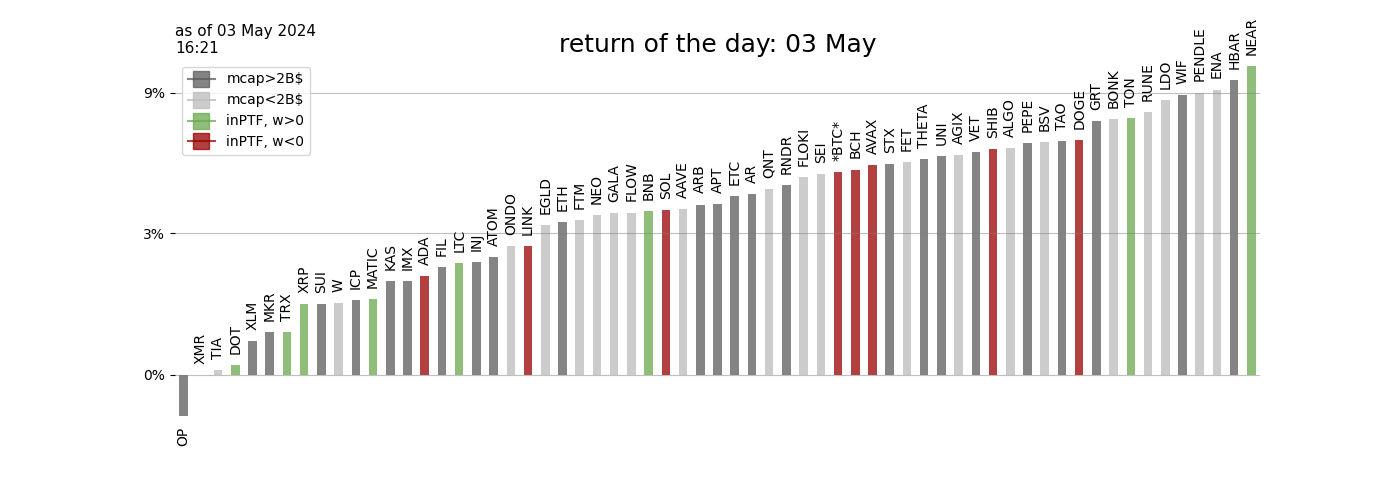 as of 03 May 2024
16:21
return of the day: 03 May
mcap>2B$
mcap<2B$
inPTF, w>0
inPTF, w<0
9%
3%
0%
OP
XMR
TIA
DOT
XLM
MKR
TRX
XRP
SUI
W
ICP
MATIC
KAS
IMX
ADA
FIL
LTC
INJ
ATOM
ONDO
LINK
EGLD
ETH
FTM
NEO
GALA
FLOW
BNB
SOL
AAVE
ARB
APT
ETC
AR
QNT
RNDR
FLOKI
SEI
*BTC*
BCH
AVAX
STX
FET
THETA
UNI
AGIX
VET
SHIB
ALGO
PEPE
BSV
TAO
DOGE
GRT
BONK
TON
RUNE
LDO
WIF
PENDLE
ENA
HBAR
NEAR